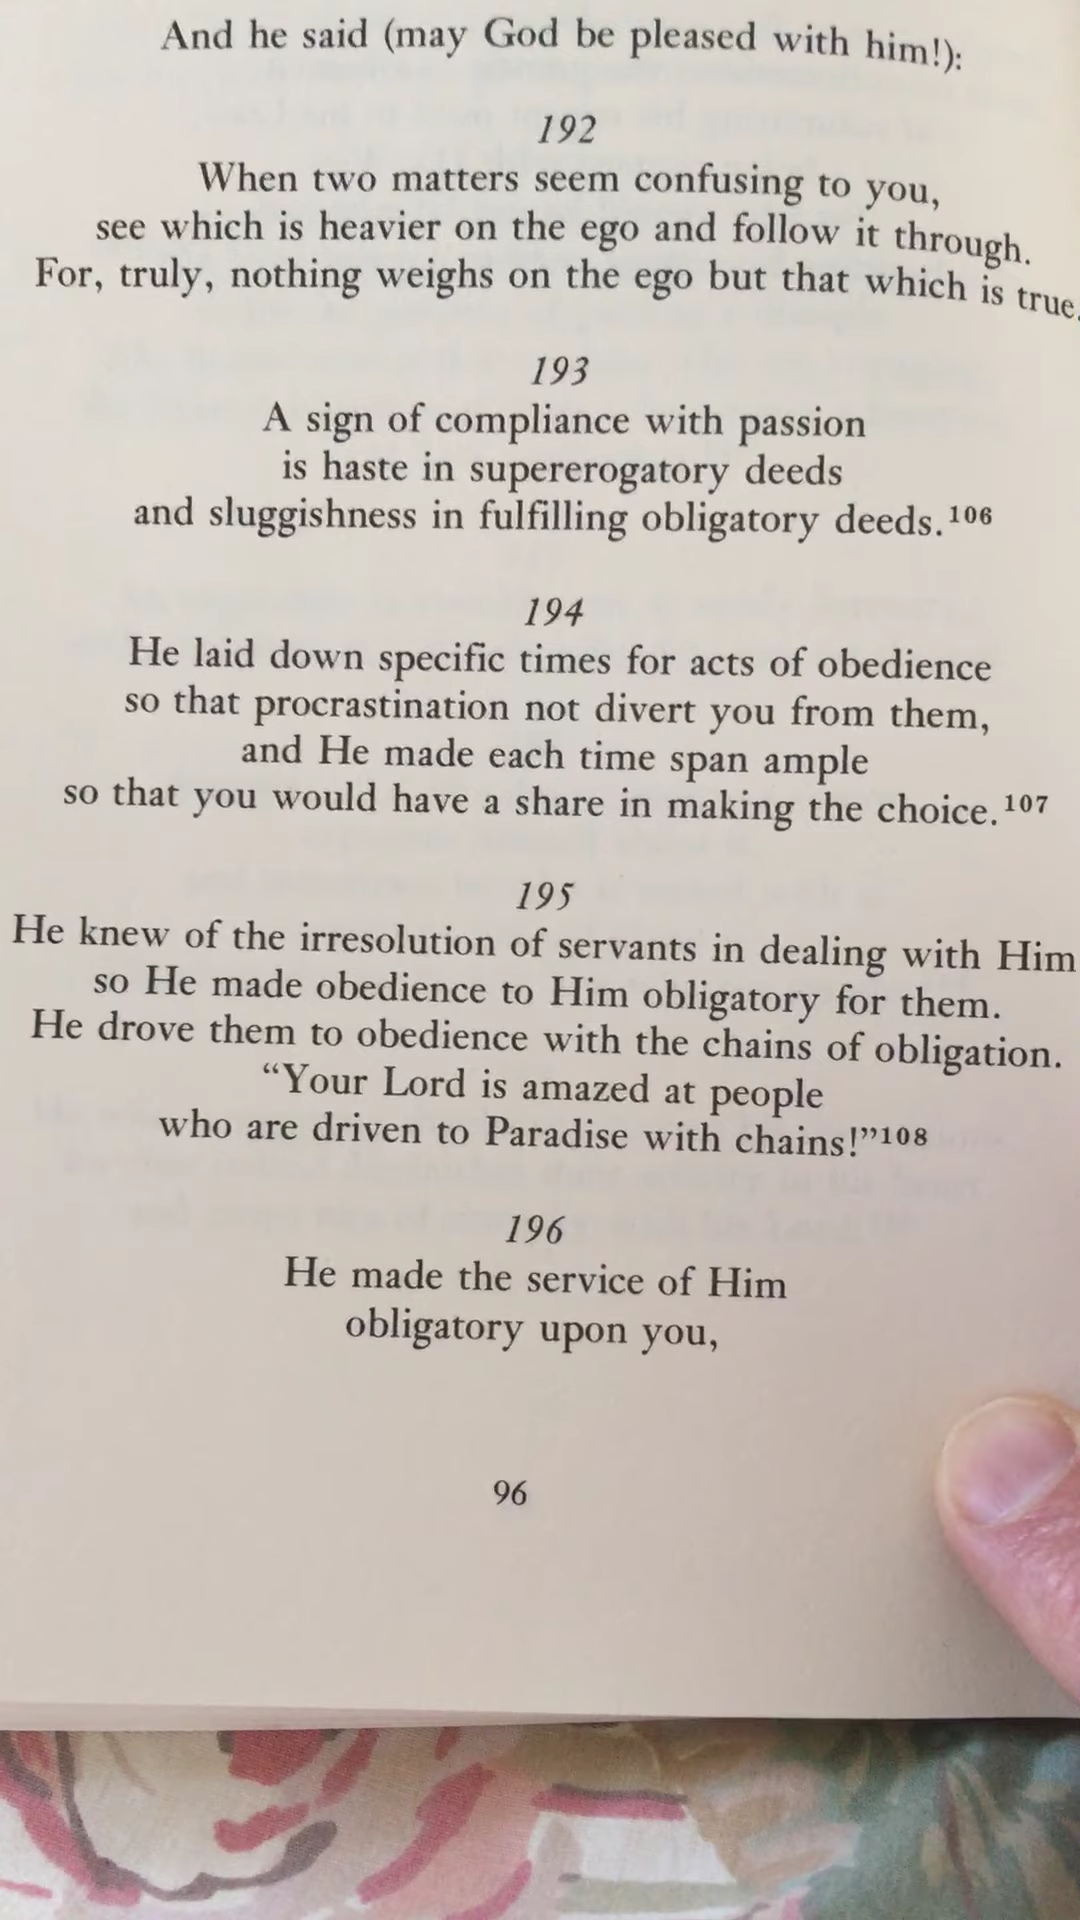 And he said (may God be pleased with him!):
192
When two matters seem confusing to you,
see which is heavier on the ego and follow it through.
For, truly, nothing weighs on the ego but that which is true.
193
A sign of compliance with passion
is haste in supererogatory deeds
and sluggishness in fulfilling obligatory deeds.¹⁰⁶
194
He laid down specific times for acts of obedience
so that procrastination not divert you from them,
and He made each time span ample
so that you would have a share in making the choice.¹⁰⁷
195
He knew of the irresolution of servants in dealing with Him
so He made obedience to Him obligatory for them.
He drove them to obedience with the chains of obligation.
“Your Lord is amazed at people
who are driven to Paradise with chains!”¹⁰⁸
196
He made the service of Him
obligatory upon you,
96